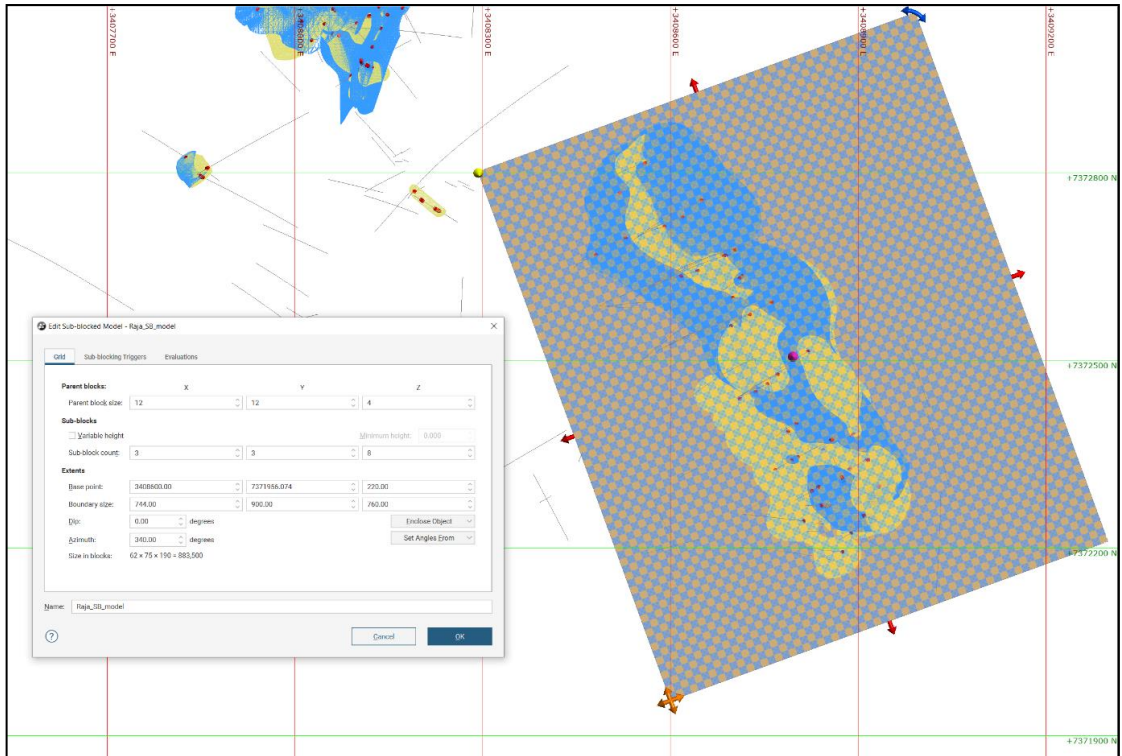 +3407700 E
+3408000 E
+3408300 E
+3408600 E
+3408900 E
+3409200 E
+7372800 N
+7372500 N
+7372200 N
+7371900 N
Edit Sub-blocked Model - Raja_SB_model
Grid Sub-blocking Triggers Evaluations
Parent blocks: X Y Z
Parent block size: 12 12 4
Sub-blocks
Variable height Minimum height: 0.000
Sub-block count: 3 3 8
Extents
Base point: 3408600.00 7371956.074 220.00
Boundary size: 744.00 900.00 760.00
Dip: 0.00 degrees Enclose Object
Azimuth: 340.00 degrees Set Angles From
Size in blocks: 62 × 75 × 190 = 883,500
Name: Raja_SB_model
?
Cancel OK